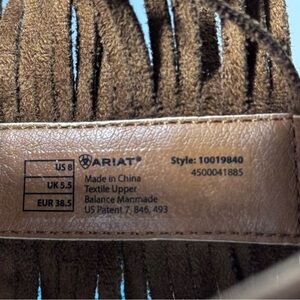 US 8
UK 5.5
EUR 38.5
ARIAT®
Made in China
Textile Upper
Balance Manmade
US Patent 7, 846, 493
Style: 10019840
4500041885